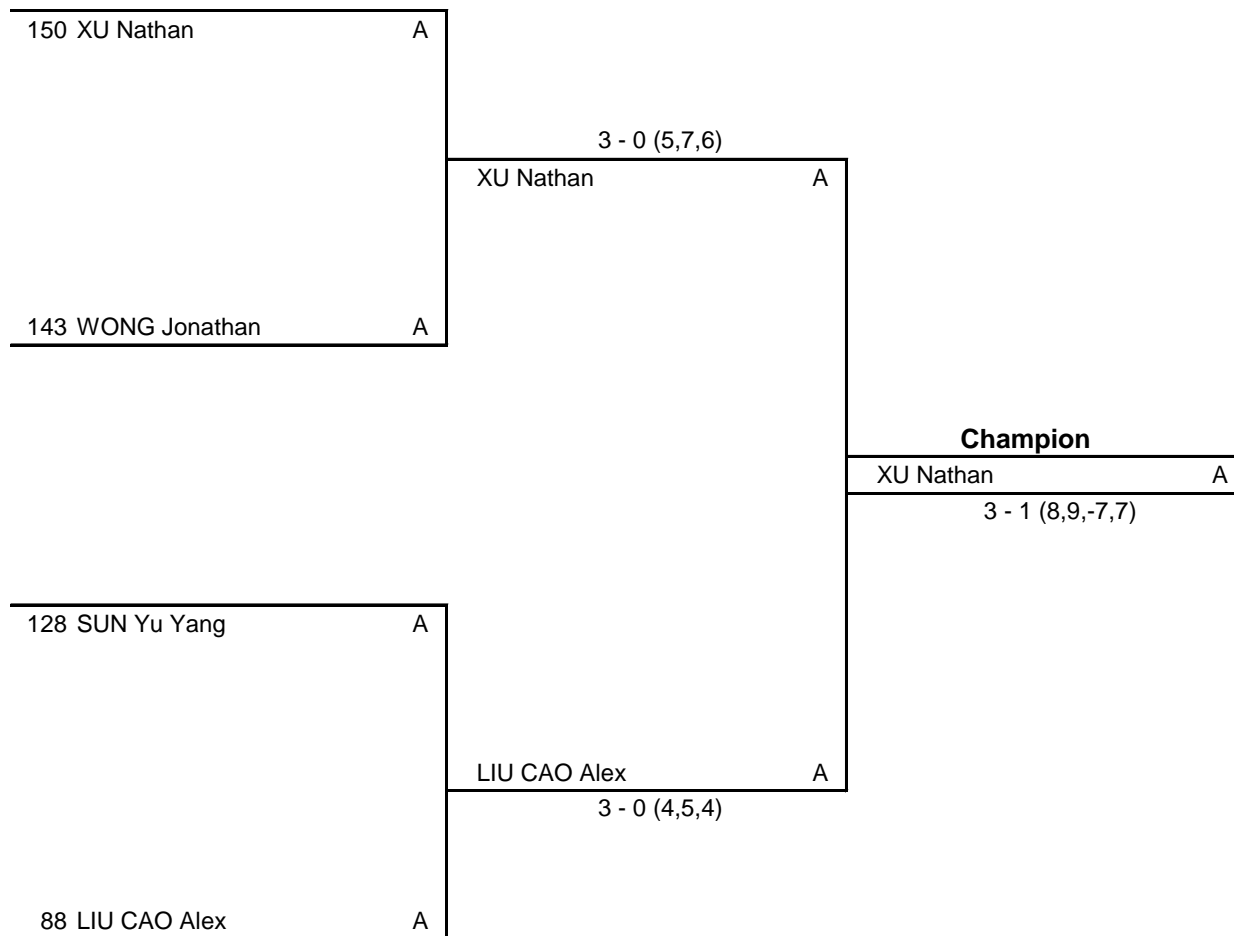 150 XU Nathan A
3 - 0 (5,7,6)
XU Nathan A
143 WONG Jonathan A
Champion
XU Nathan A
3 - 1 (8,9,-7,7)
128 SUN Yu Yang A
LIU CAO Alex A
3 - 0 (4,5,4)
88 LIU CAO Alex A